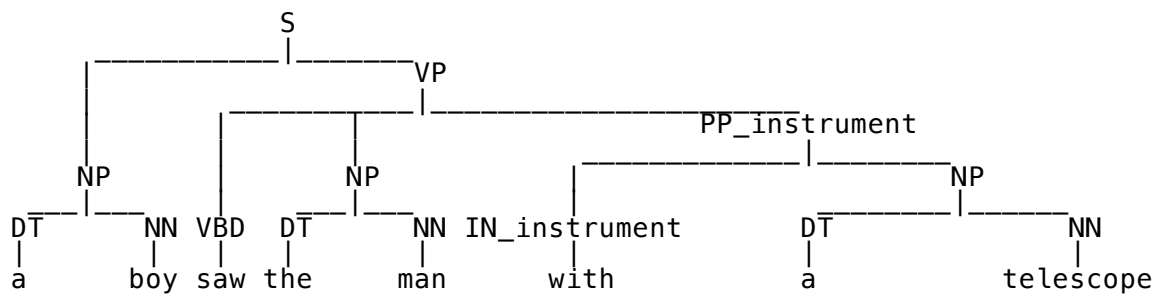 S
VP
PP_instrument
NP NP NP
DT NN VBD DT NN IN_instrument DT NN
a boy saw the man with a telescope